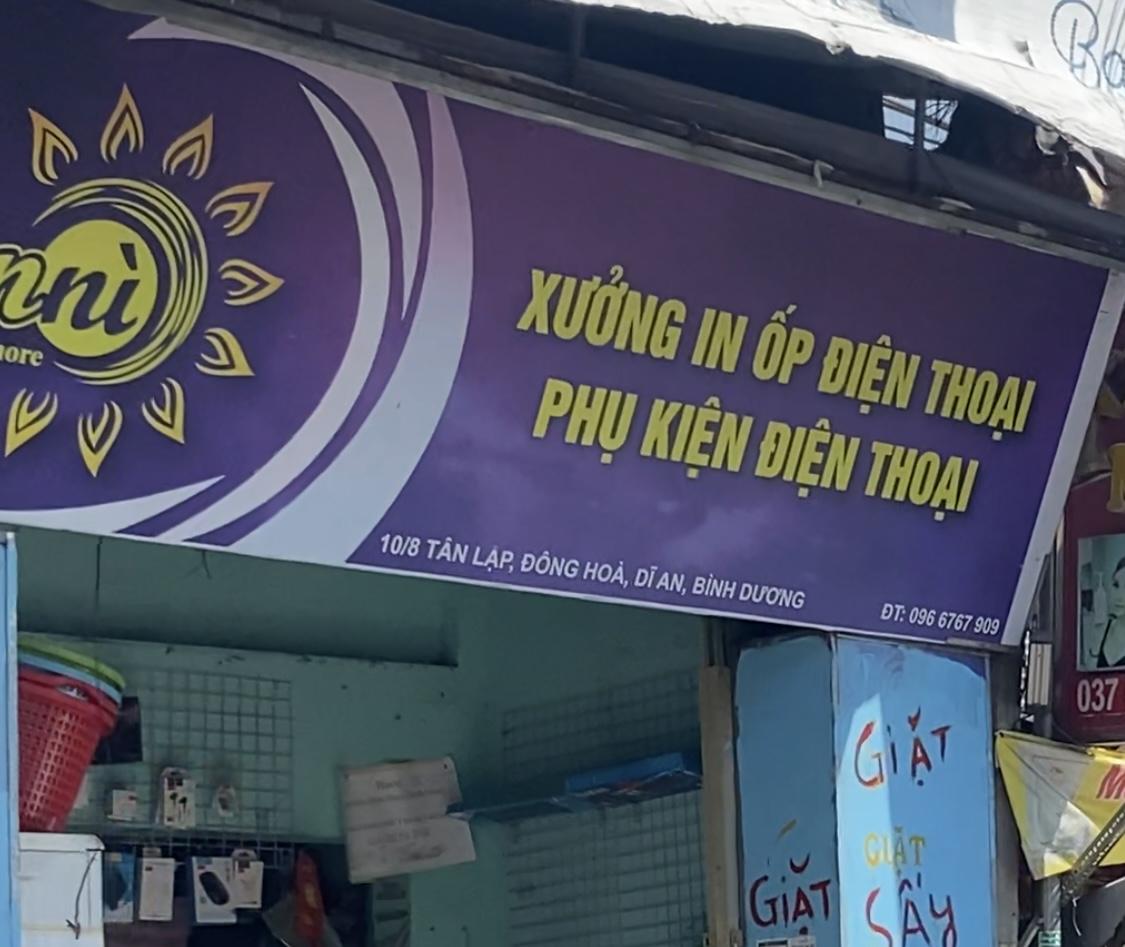 nnì
XƯỞNG IN ỐP ĐIỆN THOẠI
PHỤ KIỆN ĐIỆN THOẠI
10/8 TÂN LẬP, ĐÔNG HOÀ, DĨ AN, BÌNH DƯƠNG
ĐT: 096 6767 909
037
GIẶT
GIẶT
GIẶT
SẤY